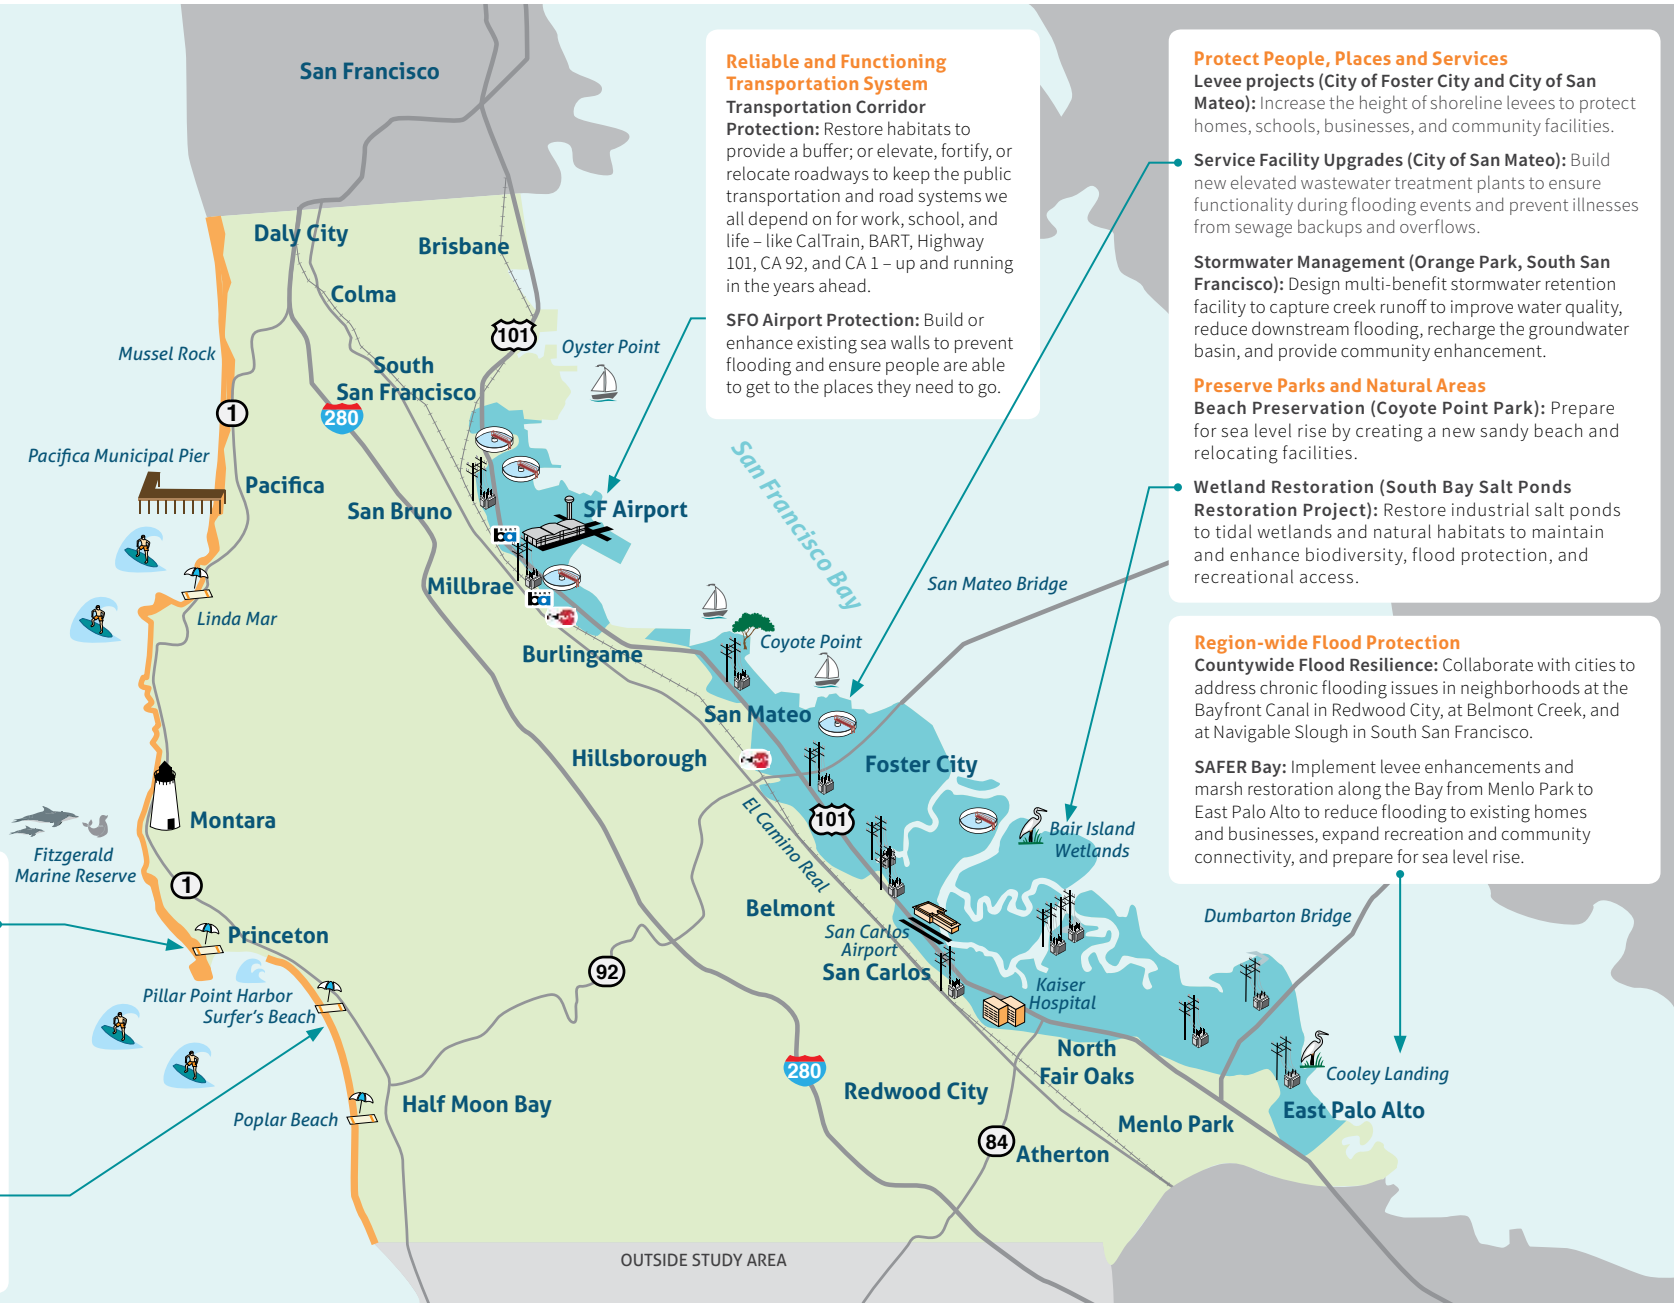 San Francisco
Daly City
Brisbane
Colma
Mussel Rock
101
Oyster Point
South
San Francisco
1
280
Pacifica Municipal Pier
Pacifica
San Bruno
SF Airport
ba
Millbrae
ba
Linda Mar
Burlingame
San Francisco Bay
San Mateo Bridge
Coyote Point
San Mateo
Hillsborough
Foster City
El Camino Real
101
Montara
Bair Island
Wetlands
Fitzgerald
Marine Reserve
1
Belmont
San Carlos
Airport
San Carlos
Dumbarton Bridge
Princeton
92
Pillar Point Harbor
Surfer's Beach
Kaiser
Hospital
North
Fair Oaks
280
Redwood City
Cooley Landing
Half Moon Bay
Poplar Beach
East Palo Alto
Menlo Park
84
Atherton
OUTSIDE STUDY AREA
Reliable and Functioning
Transportation System
Transportation Corridor
Protection: Restore habitats to
provide a buffer; or elevate, fortify, or
relocate roadways to keep the public
transportation and road systems we
all depend on for work, school, and
life – like CalTrain, BART, Highway
101, CA 92, and CA 1 – up and running
in the years ahead.
SFO Airport Protection: Build or
enhance existing sea walls to prevent
flooding and ensure people are able
to get to the places they need to go.
Protect People, Places and Services
Levee projects (City of Foster City and City of San
Mateo): Increase the height of shoreline levees to protect
homes, schools, businesses, and community facilities.
Service Facility Upgrades (City of San Mateo): Build
new elevated wastewater treatment plants to ensure
functionality during flooding events and prevent illnesses
from sewage backups and overflows.
Stormwater Management (Orange Park, South San
Francisco): Design multi-benefit stormwater retention
facility to capture creek runoff to improve water quality,
reduce downstream flooding, recharge the groundwater
basin, and provide community enhancement.
Preserve Parks and Natural Areas
Beach Preservation (Coyote Point Park): Prepare
for sea level rise by creating a new sandy beach and
relocating facilities.
Wetland Restoration (South Bay Salt Ponds
Restoration Project): Restore industrial salt ponds
to tidal wetlands and natural habitats to maintain
and enhance biodiversity, flood protection, and
recreational access.
Region-wide Flood Protection
Countywide Flood Resilience: Collaborate with cities to
address chronic flooding issues in neighborhoods at the
Bayfront Canal in Redwood City, at Belmont Creek, and
at Navigable Slough in South San Francisco.
SAFER Bay: Implement levee enhancements and
marsh restoration along the Bay from Menlo Park to
East Palo Alto to reduce flooding to existing homes
and businesses, expand recreation and community
connectivity, and prepare for sea level rise.